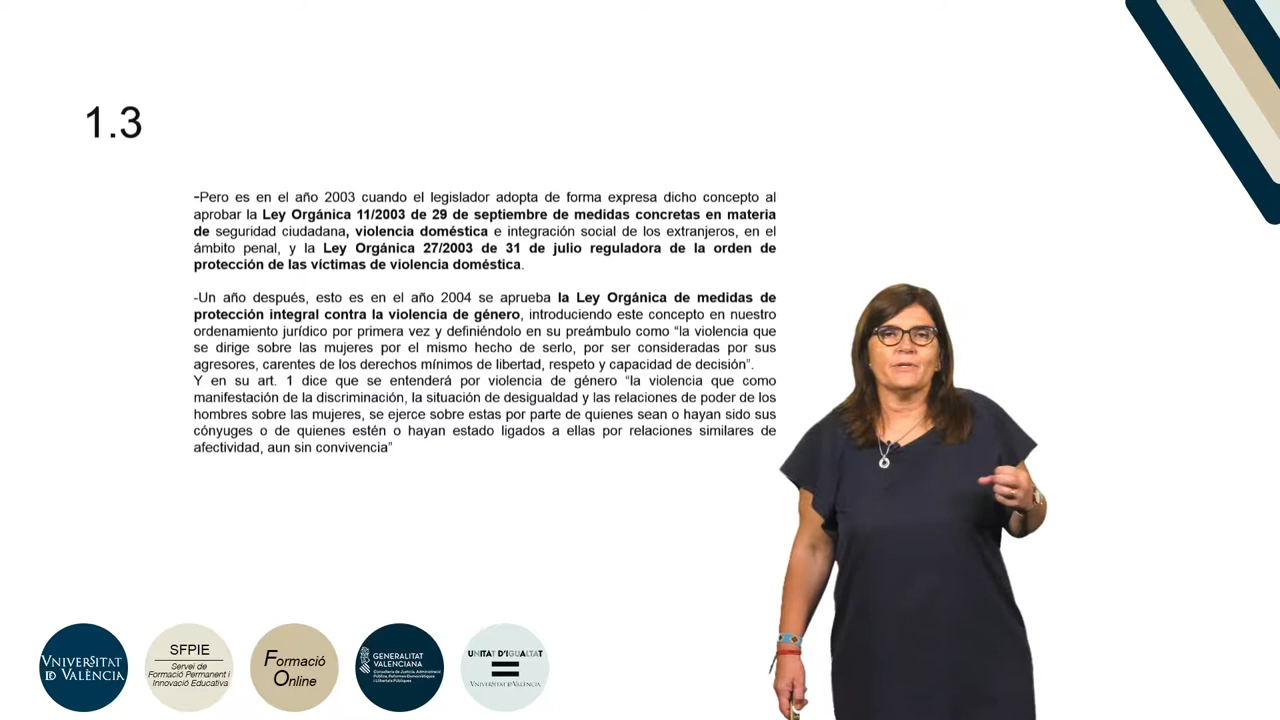 1.3
-Pero es en el año 2003 cuando el legislador adopta de forma expresa dicho concepto al
aprobar la Ley Orgánica 11/2003 de 29 de septiembre de medidas concretas en materia
de seguridad ciudadana, violencia doméstica e integración social de los extranjeros, en el
ámbito penal, y la Ley Orgánica 27/2003 de 31 de julio reguladora de la orden de
protección de las víctimas de violencia doméstica.
-Un año después, esto es en el año 2004 se aprueba la Ley Orgánica de medidas de
protección integral contra la violencia de género, introduciendo este concepto en nuestro
ordenamiento jurídico por primera vez y definiéndolo en su preámbulo como “la violencia que
se dirige sobre las mujeres por el mismo hecho de serlo, por ser consideradas por sus
agresores, carentes de los derechos mínimos de libertad, respeto y capacidad de decisión”.
Y en su art. 1 dice que se entenderá por violencia de género “la violencia que como
manifestación de la discriminación, la situación de desigualdad y las relaciones de poder de los
hombres sobre las mujeres, se ejerce sobre estas por parte de quienes sean o hayan sido sus
cónyuges o de quienes estén o hayan estado ligados a ellas por relaciones similares de
afectividad, aun sin convivencia”
VNIVERSITAT
ID VALÈNCIA
SFPIE
Servei de
Formació Permanent i
Innovació Educativa
Formació
Online
GENERALITAT
VALENCIANA
Conselleria de Justícia, Administració
Pública, Reformes Democràtiques
i Llibertats Públiques
UNITAT D'IGUALTAT
VNIVERSITAT ID VALÈNCIA